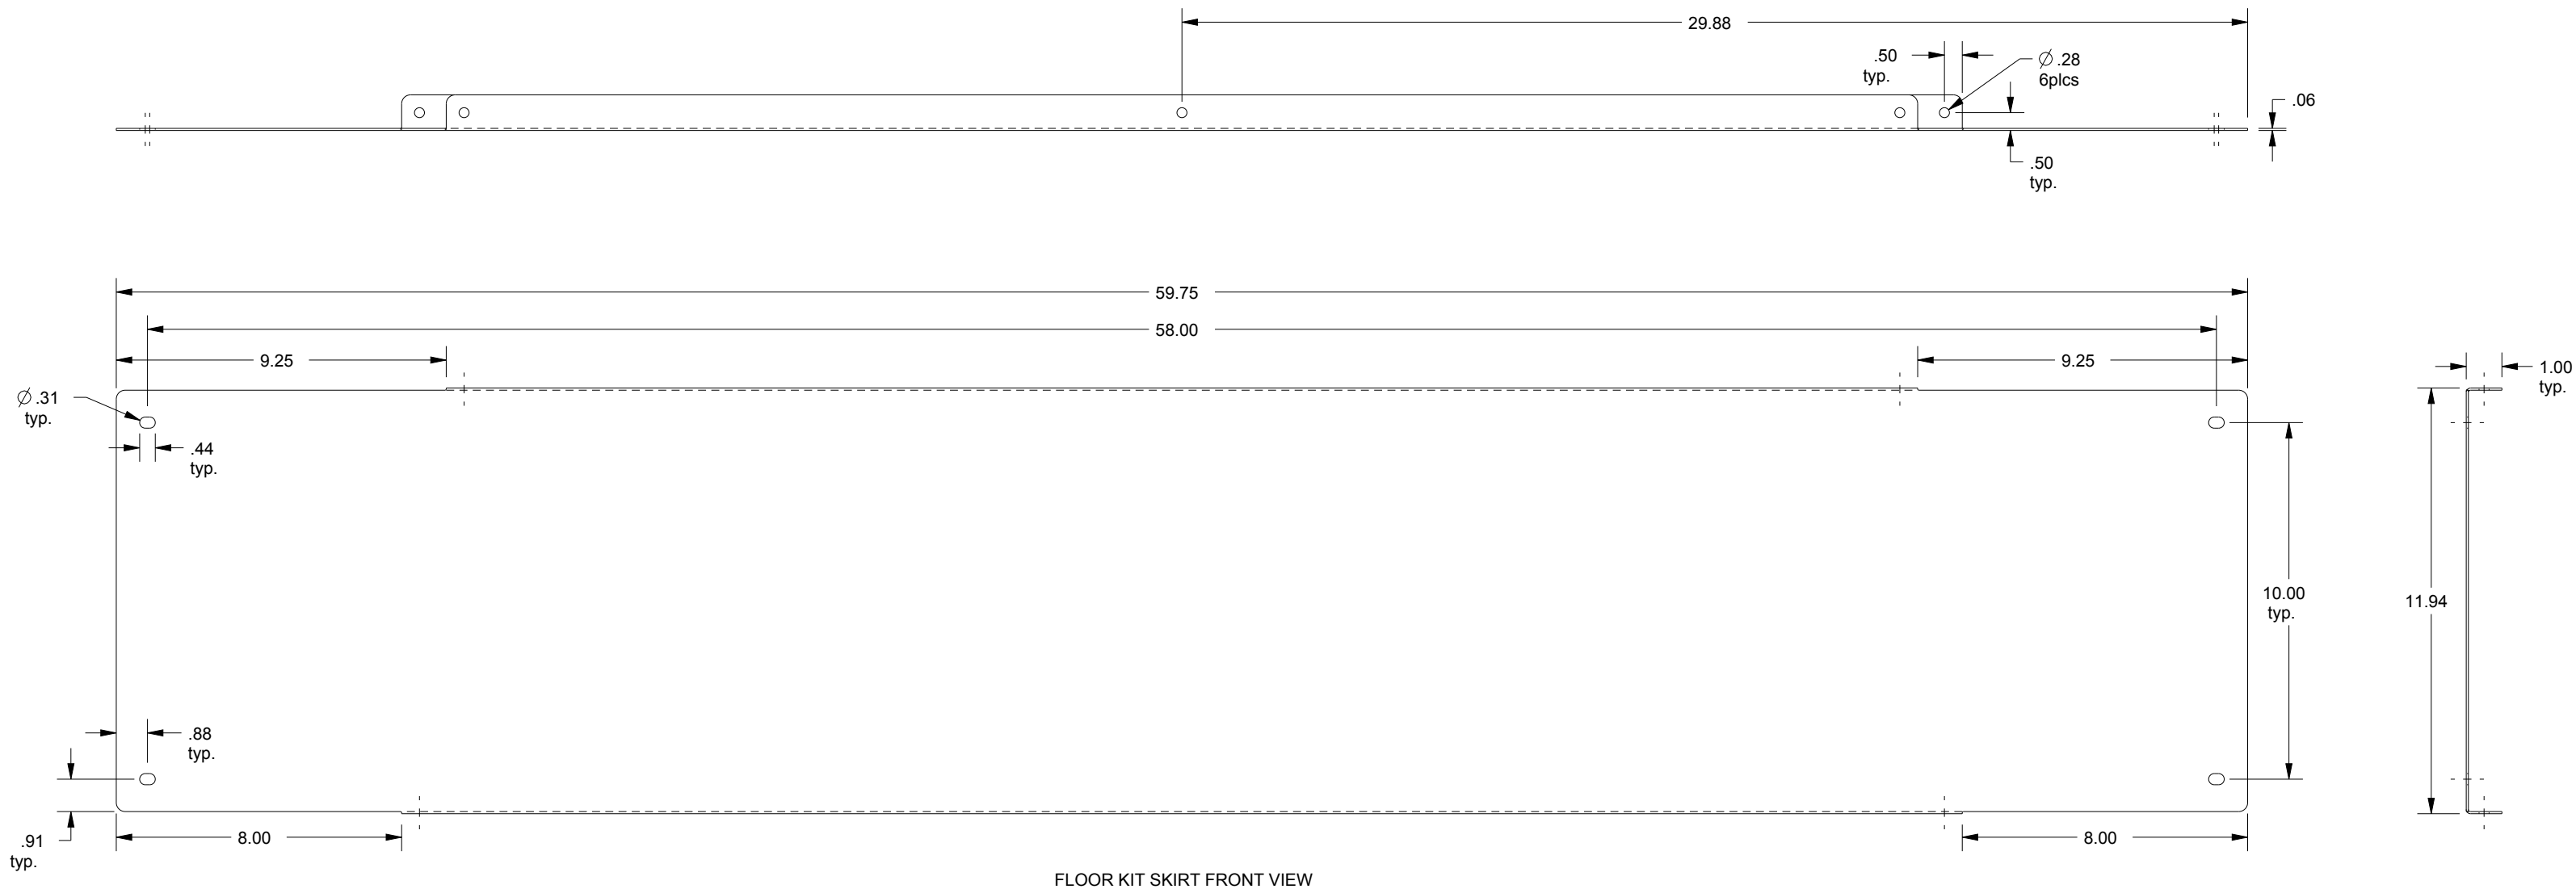 29.88
.50
typ.
Ø .28
6plcs
.06
.50
typ.
59.75
58.00
9.25
9.25
1.00
typ.
Ø .31
typ.
.44
typ.
10.00
typ.
11.94
.88
typ.
.91
typ.
8.00
8.00
FLOOR KIT SKIRT FRONT VIEW